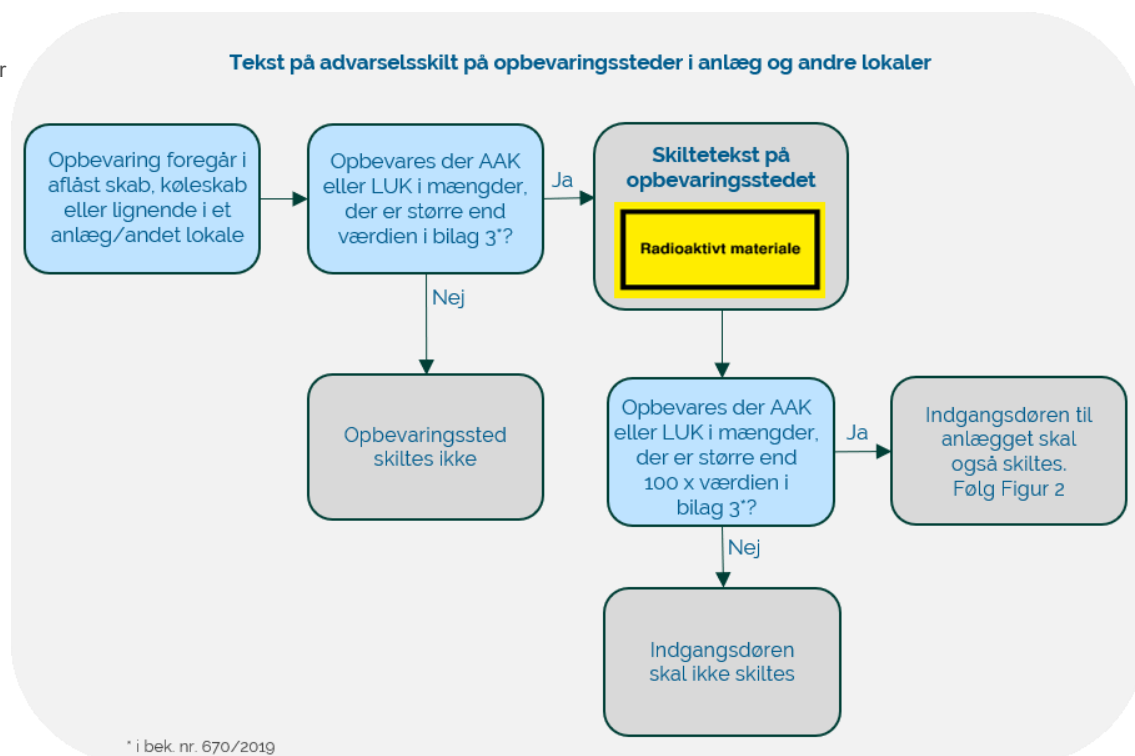 r
Tekst på advarselsskilt på opbevaringssteder i anlæg og andre lokaler
Opbevaring foregår i
aflåst skab, køleskab
eller lignende i et
anlæg/andet lokale
Opbevares der AAK
eller LUK i mængder,
der er større end
værdien i bilag 3*?
Ja
Skiltetekst på
opbevaringsstedet
Radioaktivt materiale
Nej
Opbevaringssted
skiltes ikke
Opbevares der AAK
eller LUK i mængder,
der er større end
100 x værdien i
bilag 3*?
Ja
Indgangsdøren til
anlægget skal
også skiltes.
Følg Figur 2
Nej
Indgangsdøren
skal ikke skiltes
* i bek. nr. 670/2019